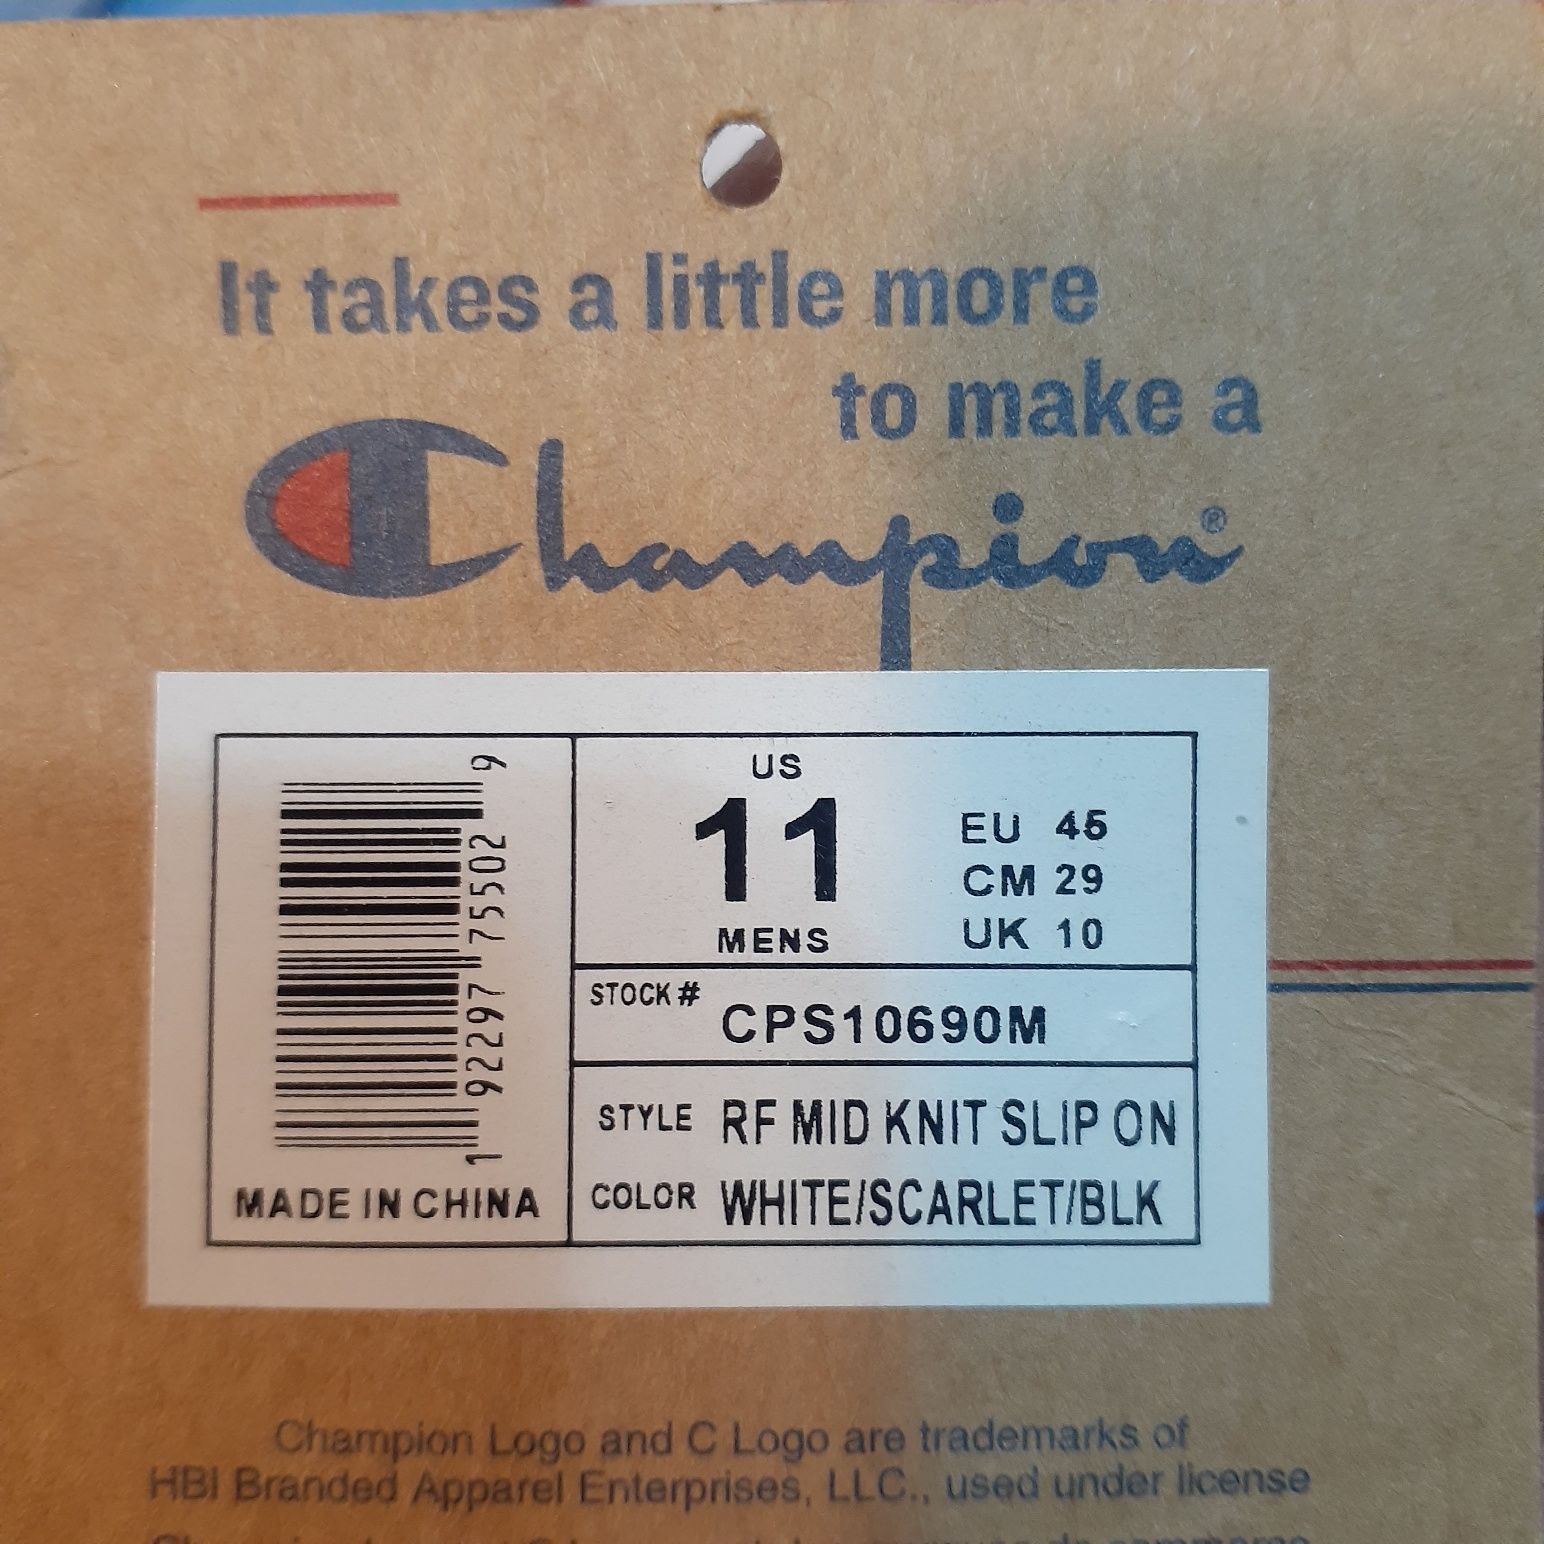 It takes a little more
to make a
Champion®
1 92297 75502 9
MADE IN CHINA
US
11
MENS
EU 45
CM 29
UK 10
STOCK # CPS10690M
STYLE RF MID KNIT SLIP ON
COLOR WHITE/SCARLET/BLK
Champion Logo and C Logo are trademarks of
HBI Branded Apparel Enterprises, LLC., used under license